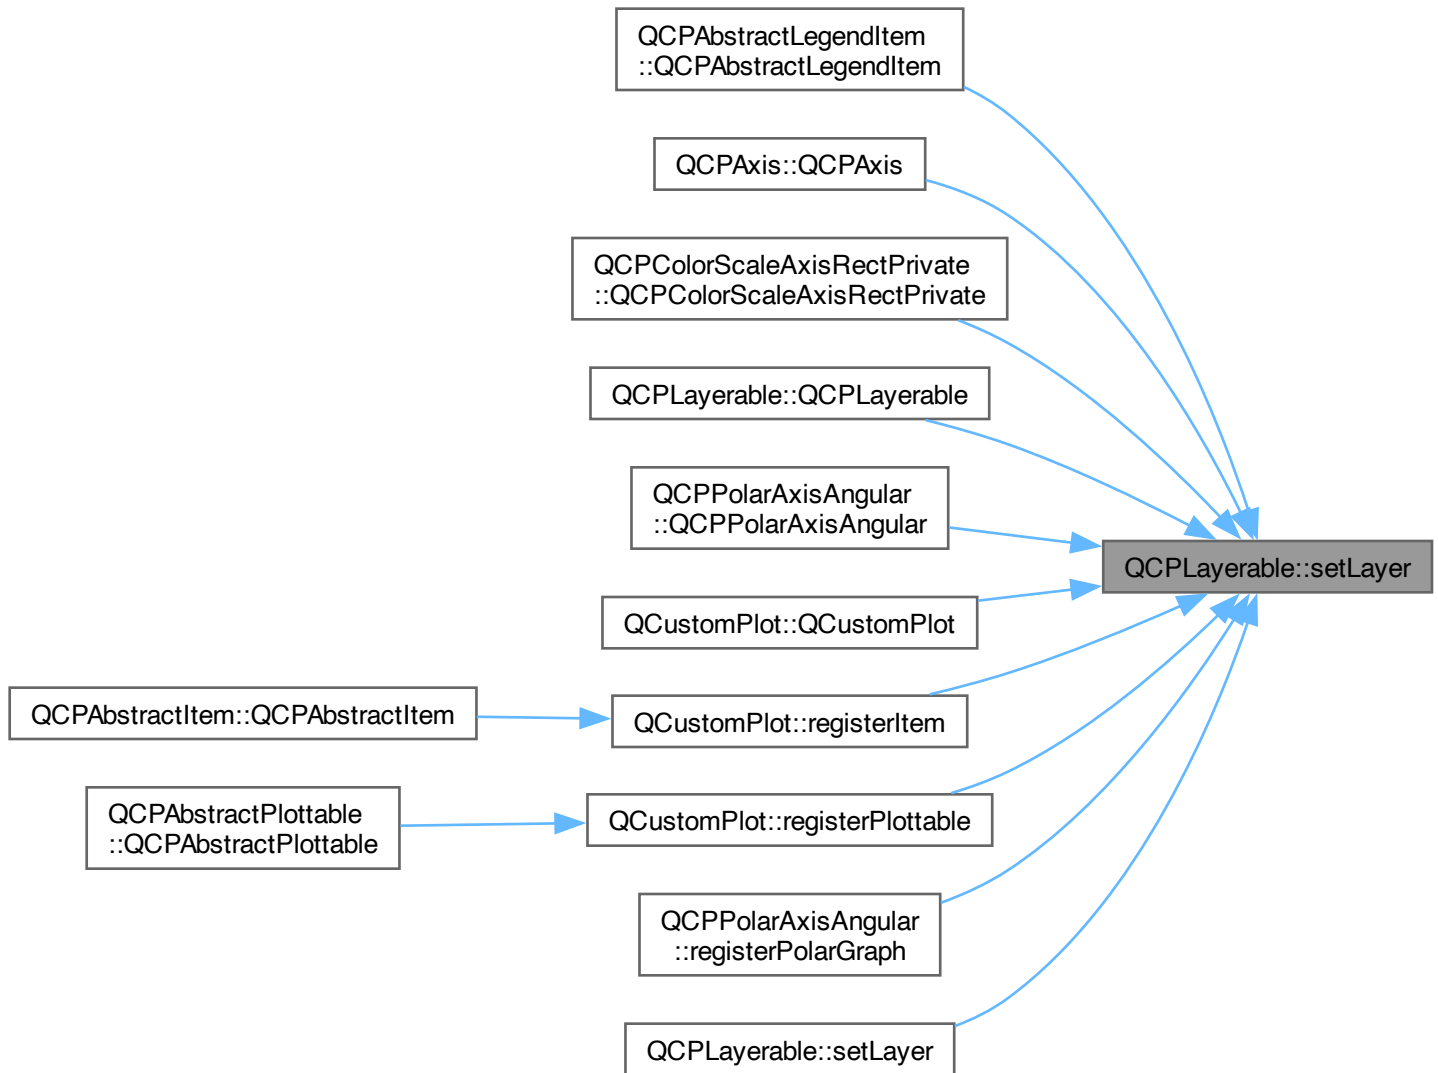 QCPAbstractLegendItem
::QCPAbstractLegendItem
QCPAxis::QCPAxis
QCPColorScaleAxisRectPrivate
::QCPColorScaleAxisRectPrivate
QCPLayerable::QCPLayerable
QCPPolarAxisAngular
::QCPPolarAxisAngular
QCPLayerable::setLayer
QCustomPlot::QCustomPlot
QCPAbstractItem::QCPAbstractItem
QCustomPlot::registerItem
QCPAbstractPlottable
::QCPAbstractPlottable
QCustomPlot::registerPlottable
QCPPolarAxisAngular
::registerPolarGraph
QCPLayerable::setLayer